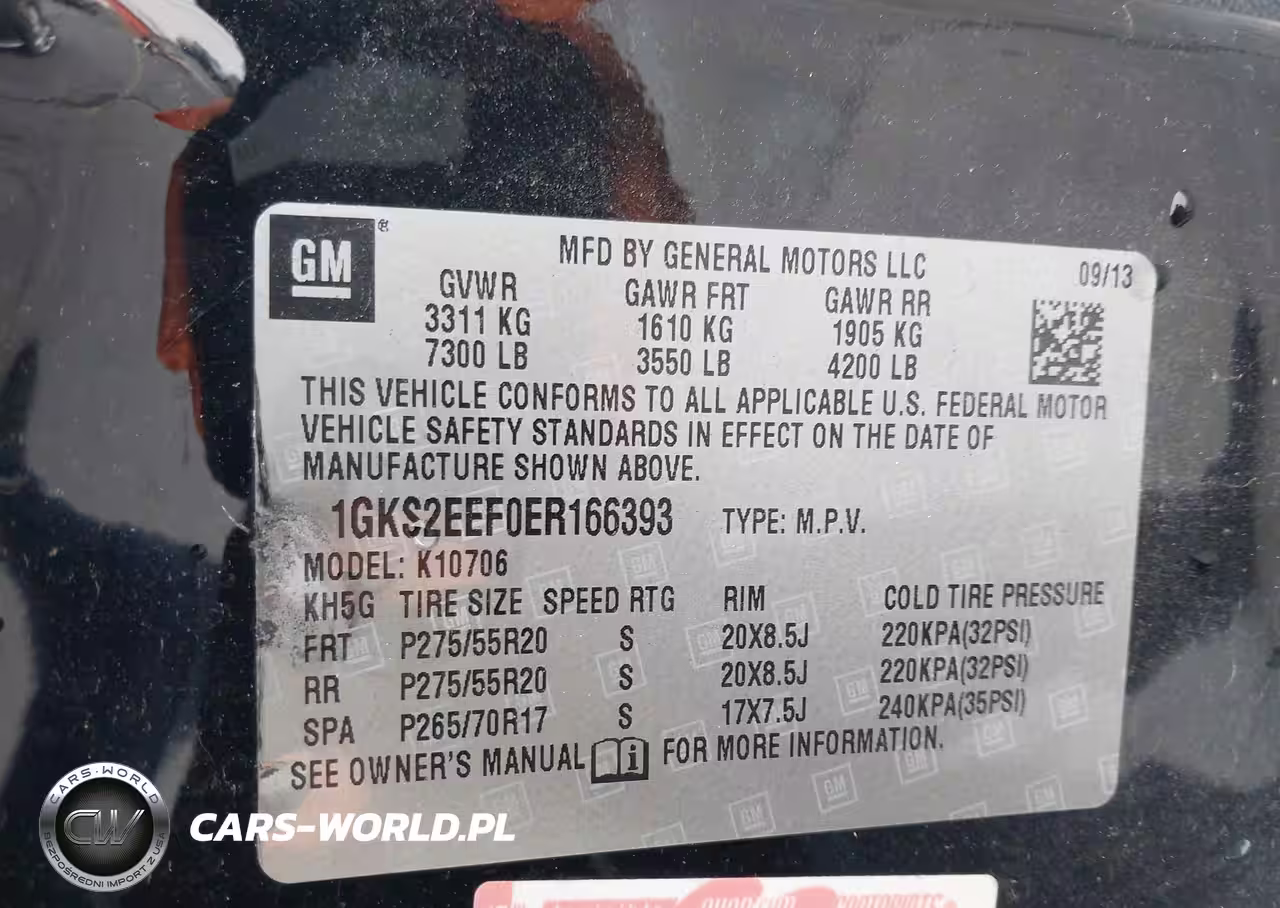 GM
MFD BY GENERAL MOTORS LLC
09/13
GVWR GAWR FRT GAWR RR
3311 KG 1610 KG 1905 KG
7300 LB 3550 LB 4200 LB
THIS VEHICLE CONFORMS TO ALL APPLICABLE U.S. FEDERAL MOTOR
VEHICLE SAFETY STANDARDS IN EFFECT ON THE DATE OF
MANUFACTURE SHOWN ABOVE.
1GKS2EEF0ER166393 TYPE: M.P.V.
MODEL: K10706
KH5G TIRE SIZE SPEED RTG RIM COLD TIRE PRESSURE
FRT P275/55R20 S 20X8.5J 220KPA(32PSI)
RR P275/55R20 S 20X8.5J 220KPA(32PSI)
SPA P265/70R17 S 17X7.5J 240KPA(35PSI)
SEE OWNER'S MANUAL i FOR MORE INFORMATION.
CARS-WORLD
CW
BEZPOŚREDNI IMPORT Z USA
CARS-WORLD.PL